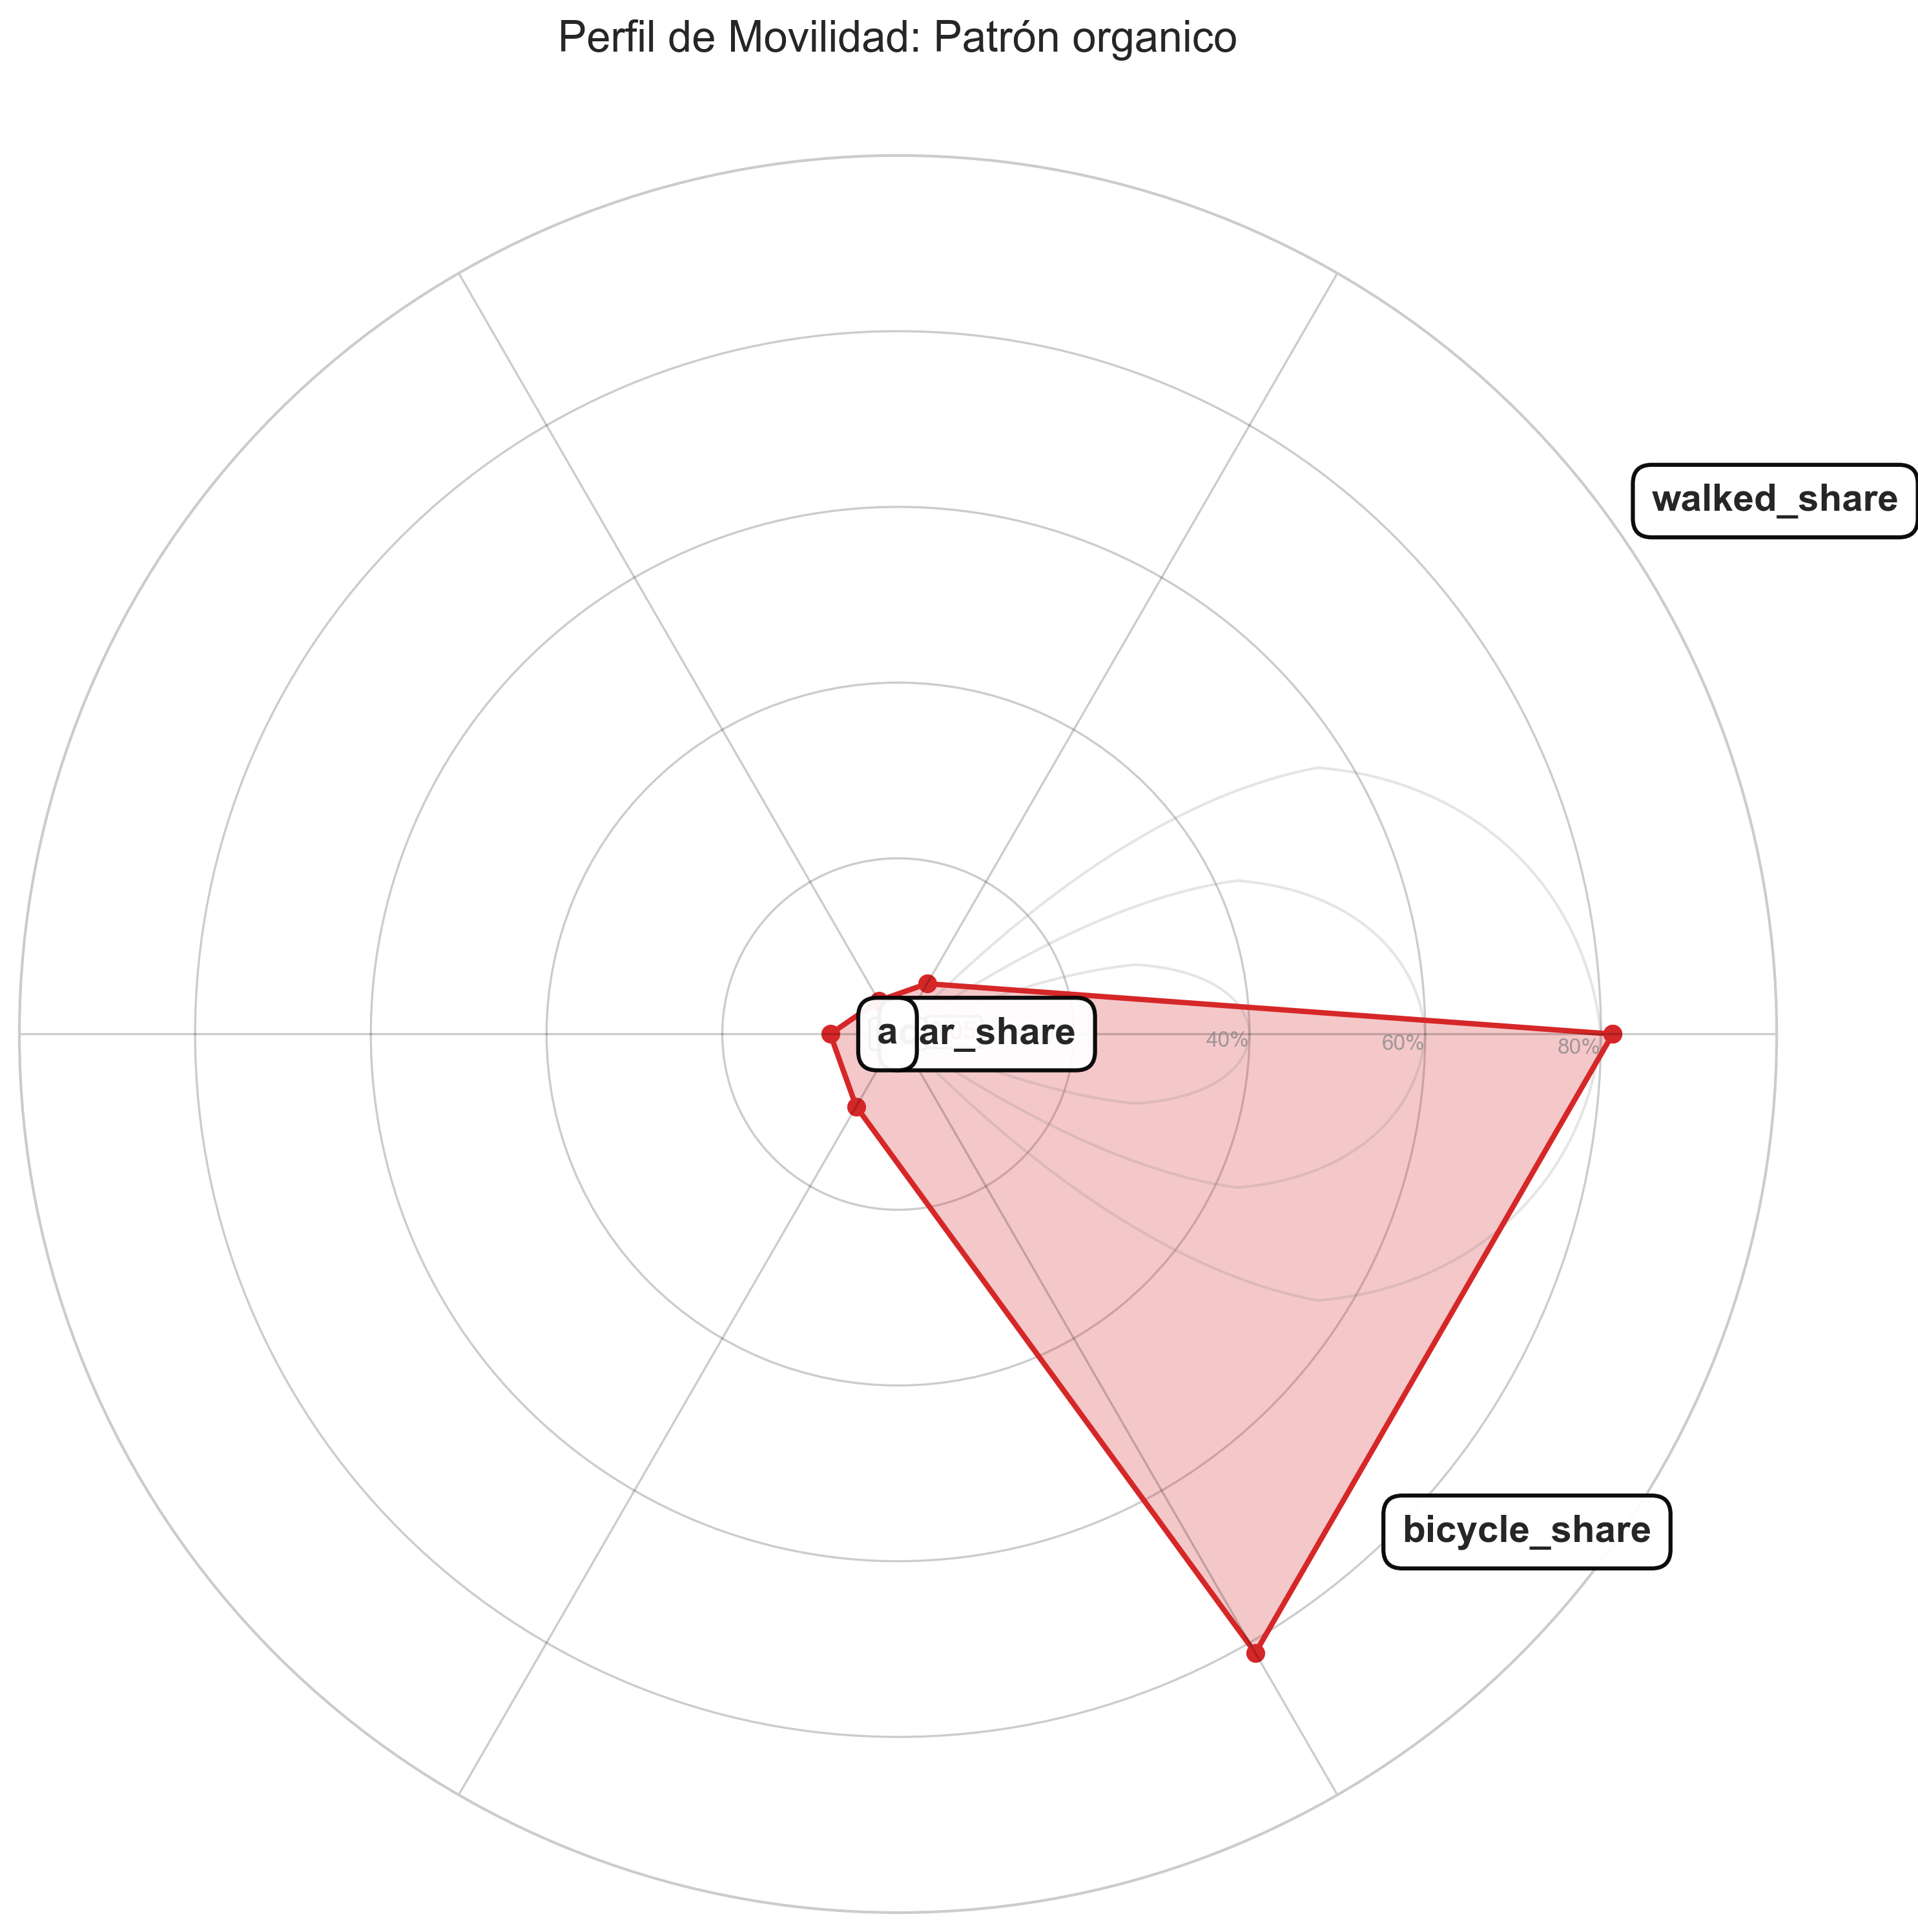 Perfil de Movilidad: Patrón organico
walked_share
a
ar_share
40%
60%
80%
bicycle_share